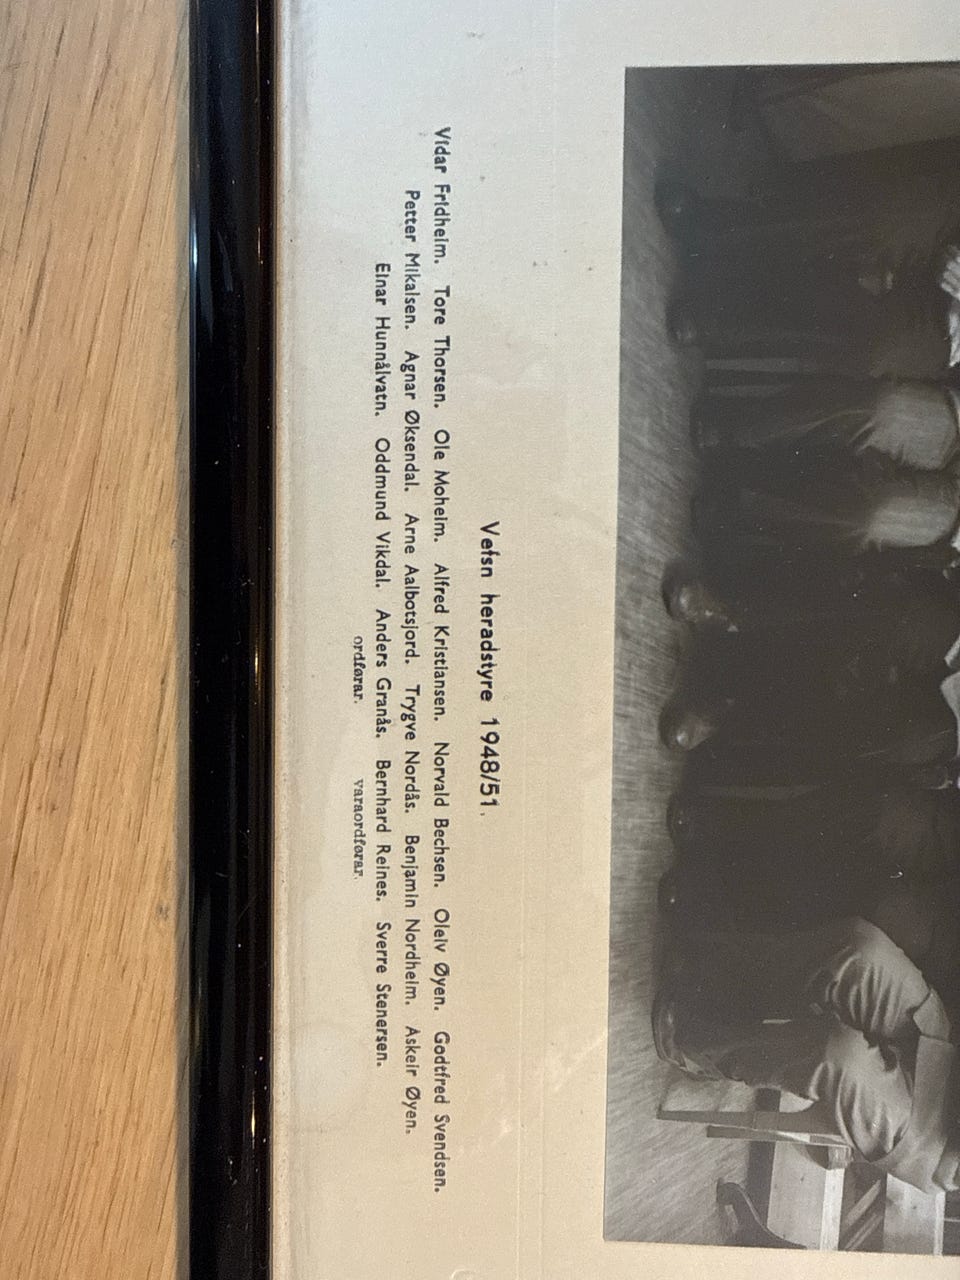 Vefsn heradstyre 1948/51.
Vidar Fridheim. Tore Thorsen. Ole Moheim. Alfred Kristiansen. Norvald Bechsen. Oleiv Øyen. Godtfred Svendsen.
Petter Mikalsen. Agnar Øksendal. Arne Aalbotsjord. Trygve Nordås. Benjamin Nordheim. Askeir Øyen.
Einar Hunnålvatn. Oddmund Vikdal. Anders Granås. Bernhard Reines. Sverre Stenersen.
ordførar. varaordførar.